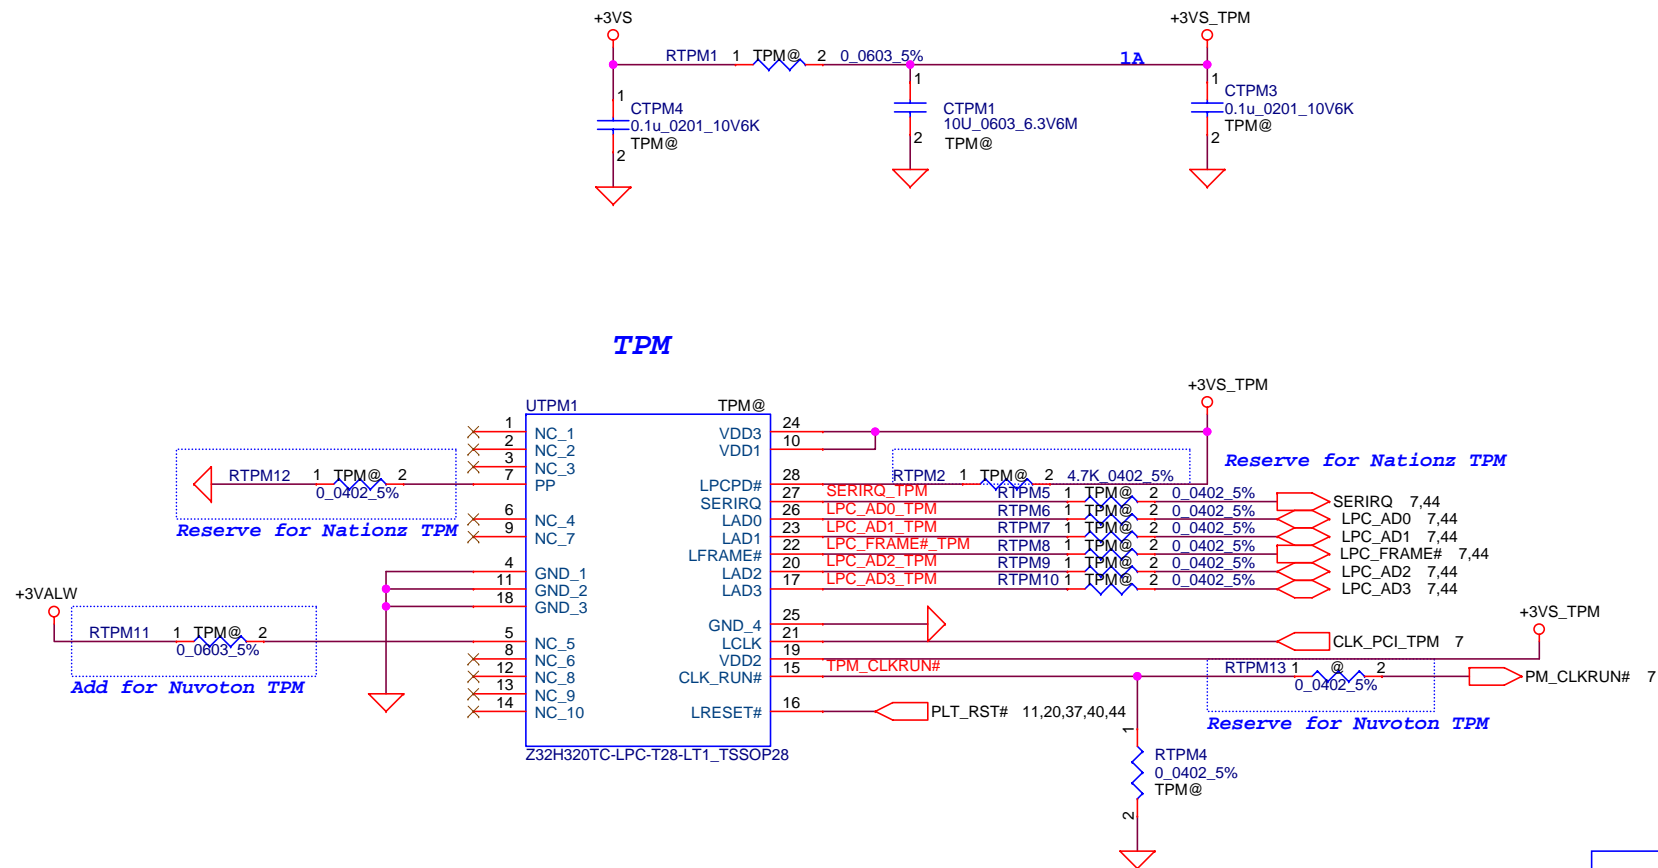 +3VS
+3VS_TPM
RTPM1 1 TPM@ 2 0_0603_5%
1A
1
CTPM4
0.1u_0201_10V6K
TPM@
2
1
CTPM1
10U_0603_6.3V6M
TPM@
2
1
CTPM3
0.1u_0201_10V6K
TPM@
2
TPM
+3VS_TPM
UTPM1 TPM@
1 NC_1
2 NC_2
3 NC_3
7 PP
6 NC_4
9 NC_7
4 GND_1
11 GND_2
18 GND_3
5 NC_5
8 NC_6
12 NC_8
13 NC_9
14 NC_10
VDD3 24
VDD1 10
LPCPD# 28
SERIRQ 27
LAD0 26
LAD1 23
LFRAME# 22
LAD2 20
LAD3 17
GND_4 25
LCLK 21
VDD2 19
CLK_RUN# 15
LRESET# 16
Z32H320TC-LPC-T28-LT1_TSSOP28
RTPM12 1 TPM@ 2
0_0402_5%
Reserve for Nationz TPM
+3VALW
RTPM11 1 TPM@ 2
0_0603_5%
Add for Nuvoton TPM
Reserve for Nationz TPM
RTPM2 1 TPM@ 2 4.7K_0402_5%
SERIRQ_TPM RTPM5 1 TPM@ 2 0_0402_5% SERIRQ 7,44
LPC_AD0_TPM RTPM6 1 TPM@ 2 0_0402_5% LPC_AD0 7,44
LPC_AD1_TPM RTPM7 1 TPM@ 2 0_0402_5% LPC_AD1 7,44
LPC_FRAME#_TPM RTPM8 1 TPM@ 2 0_0402_5% LPC_FRAME# 7,44
LPC_AD2_TPM RTPM9 1 TPM@ 2 0_0402_5% LPC_AD2 7,44
LPC_AD3_TPM RTPM10 1 TPM@ 2 0_0402_5% LPC_AD3 7,44
+3VS_TPM
CLK_PCI_TPM 7
TPM_CLKRUN# RTPM13 1 @ 2 PM_CLKRUN# 7
0_0402_5%
Reserve for Nuvoton TPM
PLT_RST# 11,20,37,40,44
1
RTPM4
0_0402_5%
TPM@
2